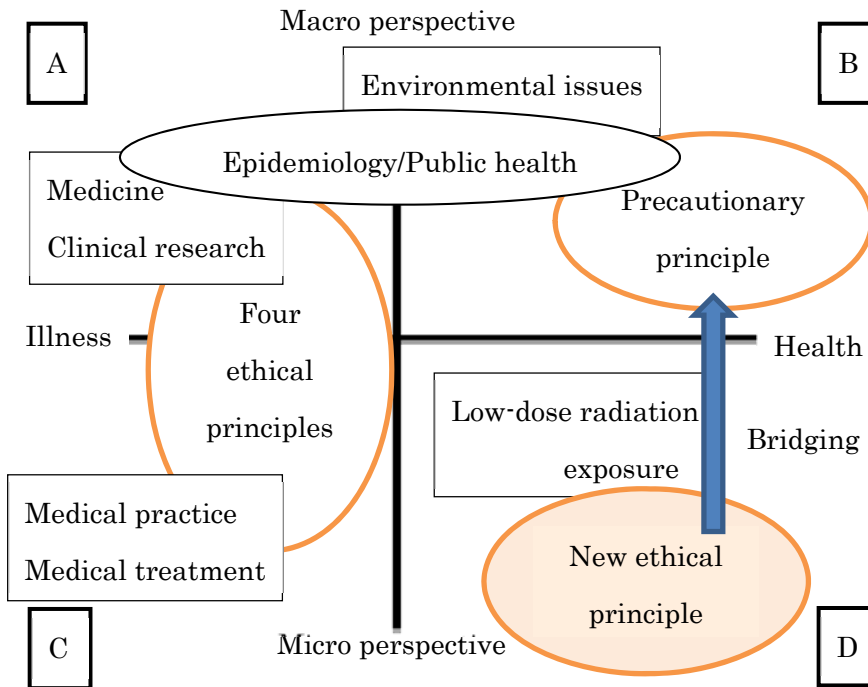 Macro perspective
A
B
Environmental issues
Epidemiology/Public health
Medicine
Clinical research
Precautionary
principle
Four
ethical
principles
Illness
Health
Low-dose radiation
exposure
Bridging
Medical practice
Medical treatment
New ethical
principle
C
Micro perspective
D